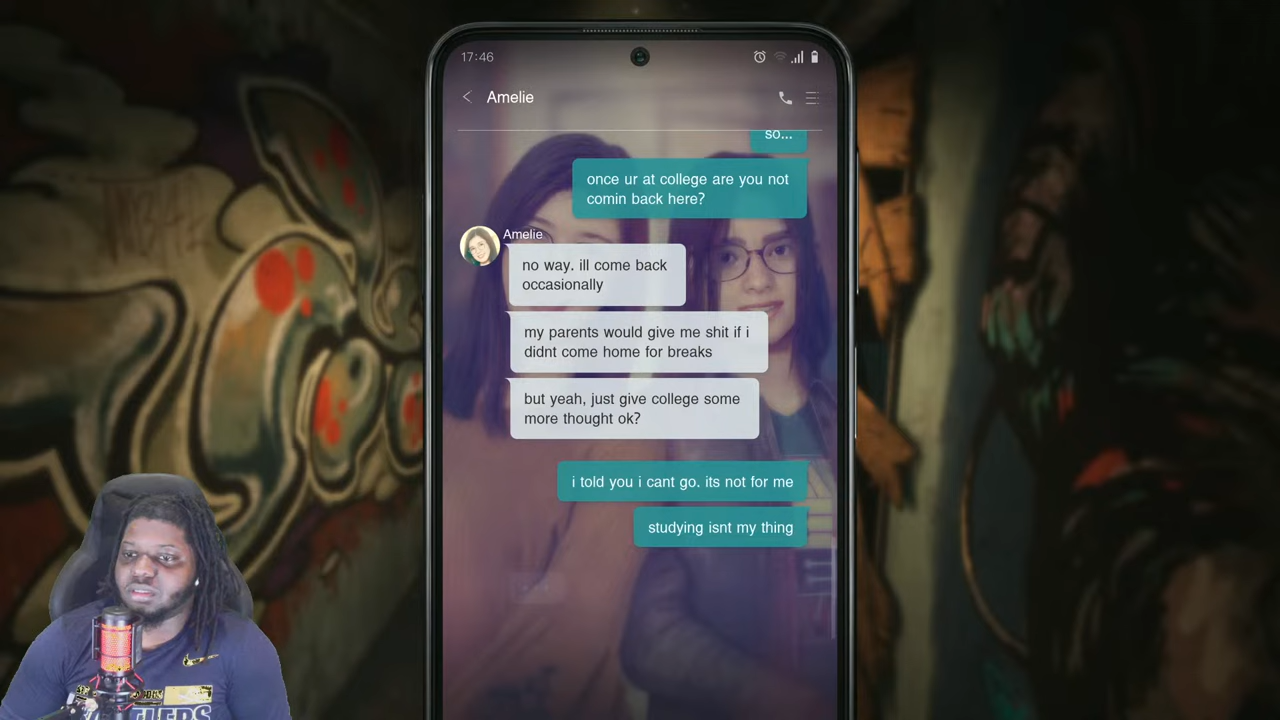 17:46
Amelie
so...
once ur at college are you not
comin back here?
Amelie
no way. ill come back
occasionally
my parents would give me shit if i
didnt come home for breaks
but yeah, just give college some
more thought ok?
i told you i cant go. its not for me
studying isnt my thing